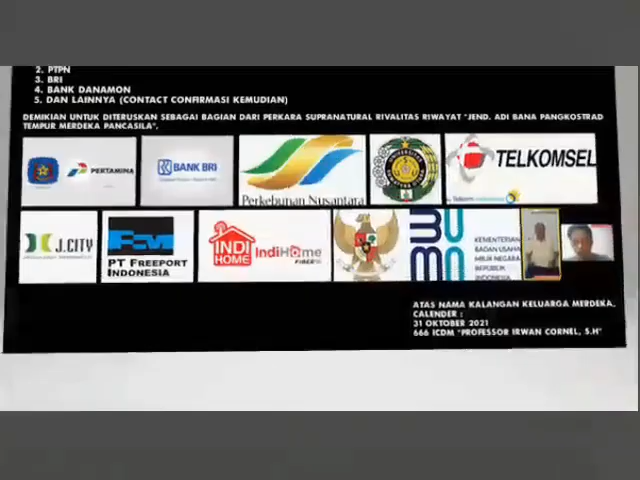 2. PTPN
3. BRI
4. BANK DANAMON
5. DAN LAINNYA (CONTACT CONFIRMASI KEMUDIAN)
DEMIKIAN UNTUK DITERUSKAN SEBAGAI BAGIAN DARI PERKARA SUPRANATURAL RIVALITAS RIWAYAT "JEND. ADI BANA PANGKOSTRAD
TEMPUR MERDEKA PANCASILA",
PERTAMINA
BANK BRI
Perkebunan Nusantara
TELKOMSEL
J.CITY
FCM
PT FREEPORT
INDONESIA
INDI
HOME
IndiHome
FIBER
KEMENTERIAN
BADAN USAHA
MILIK NEGARA
REPUBLIK
INDONESIA
ATAS NAMA KALANGAN KELUARGA MERDEKA,
CALENDER :
31 OKTOBER 2021
666 ICDM "PROFESSOR IRWAN CORNEL, S.H"